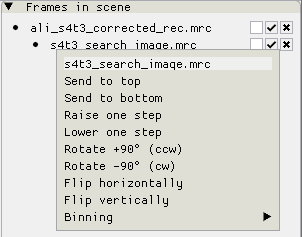 Frames in scene
ali_s4t3_corrected_rec.mrc
s4t3_search_image.mrc
s4t3_search_image.mrc
Send to top
Send to bottom
Raise one step
Lower one step
Rotate +90° (ccw)
Rotate -90° (cw)
Flip horizontally
Flip vertically
Binning